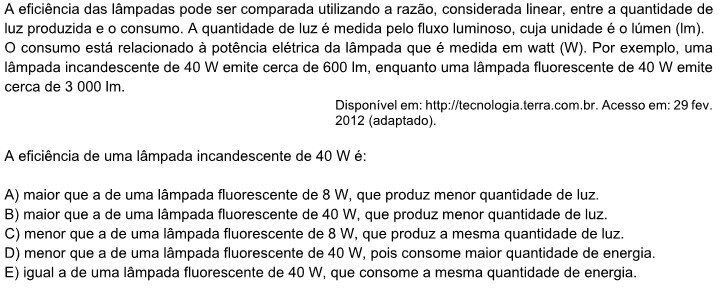 A eficiência das lâmpadas pode ser comparada utilizando a razão, considerada linear, entre a quantidade de
luz produzida e o consumo. A quantidade de luz é medida pelo fluxo luminoso, cuja unidade é o lúmen (lm).
O consumo está relacionado à potência elétrica da lâmpada que é medida em watt (W). Por exemplo, uma
lâmpada incandescente de 40 W emite cerca de 600 lm, enquanto uma lâmpada fluorescente de 40 W emite
cerca de 3 000 lm.
Disponível em: http://tecnologia.terra.com.br. Acesso em: 29 fev.
2012 (adaptado).
A eficiência de uma lâmpada incandescente de 40 W é:
A) maior que a de uma lâmpada fluorescente de 8 W, que produz menor quantidade de luz.
B) maior que a de uma lâmpada fluorescente de 40 W, que produz menor quantidade de luz.
C) menor que a de uma lâmpada fluorescente de 8 W, que produz a mesma quantidade de luz.
D) menor que a de uma lâmpada fluorescente de 40 W, pois consome maior quantidade de energia.
E) igual a de uma lâmpada fluorescente de 40 W, que consome a mesma quantidade de energia.